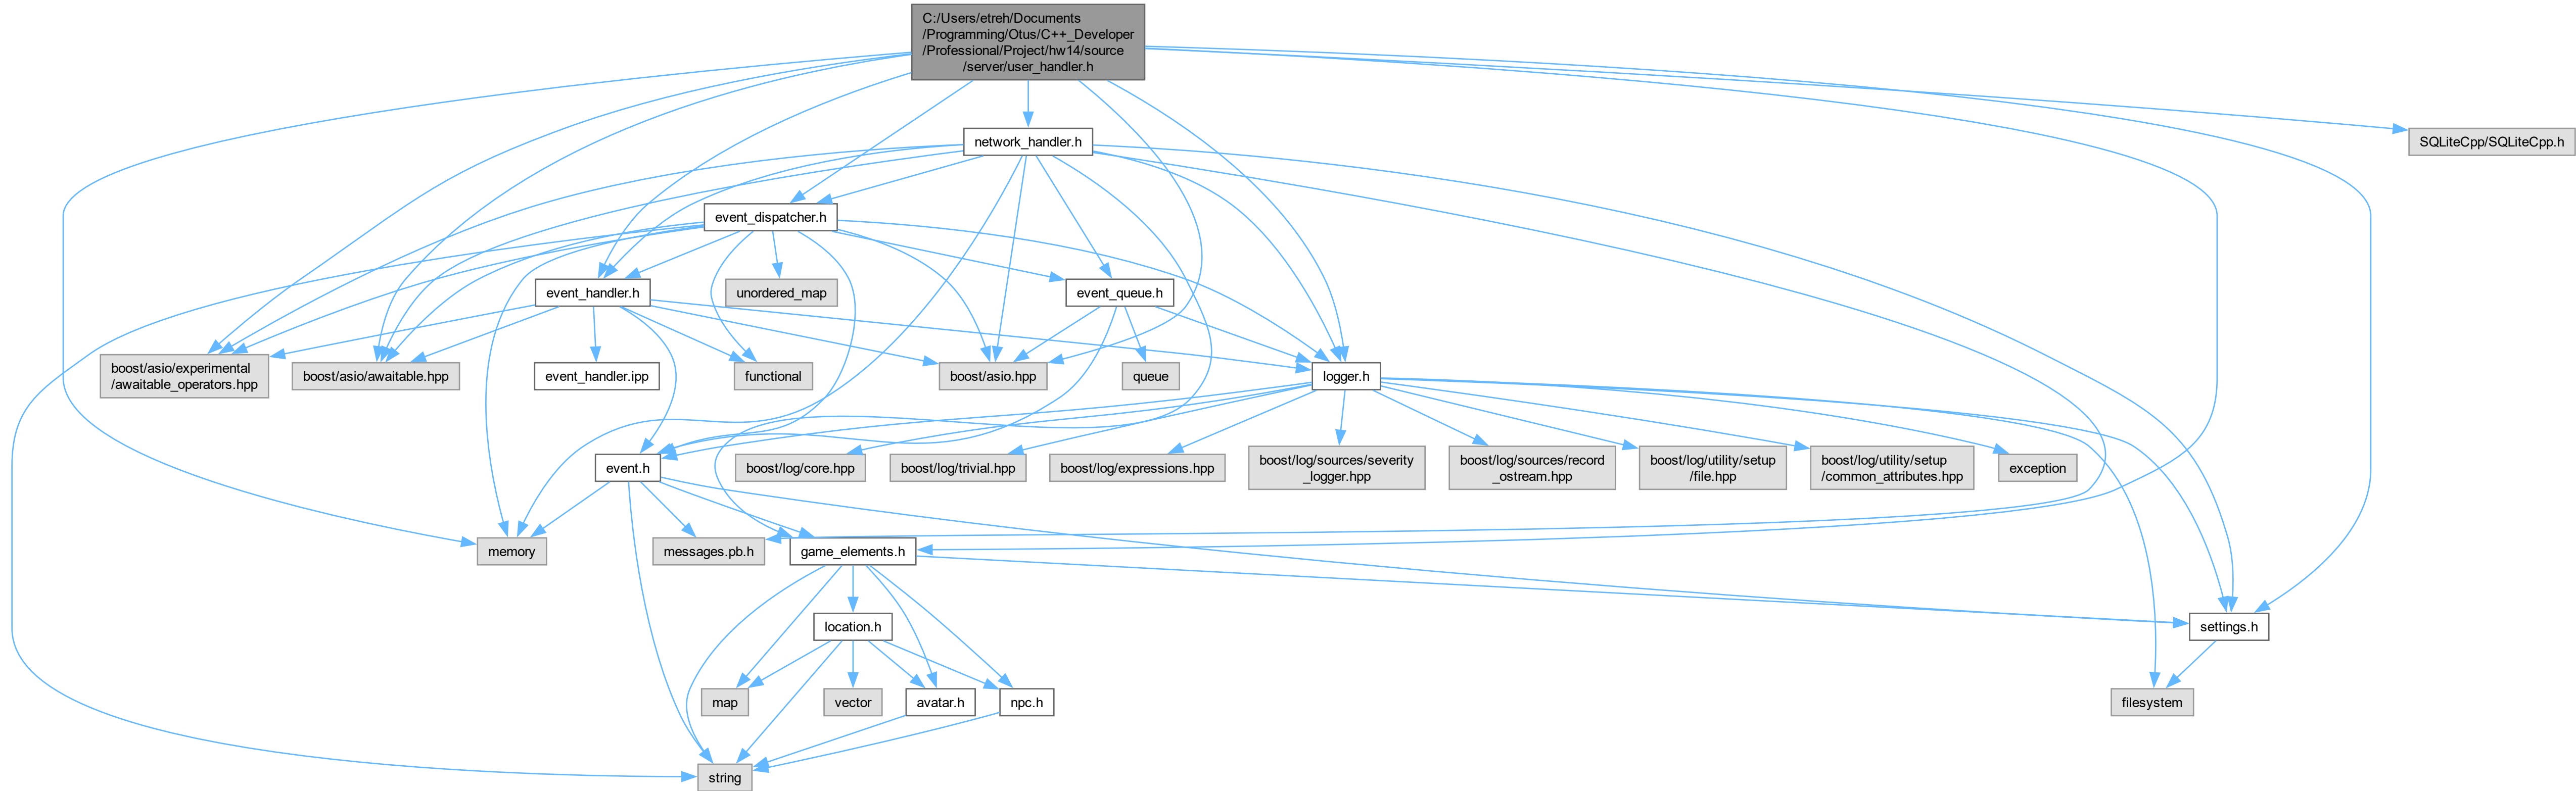 C:/Users/etreh/Documents
/Programming/Otus/C++_Developer
/Professional/Project/hw14/source
/server/user_handler.h
SQLiteCpp/SQLiteCpp.h
network_handler.h
event_dispatcher.h
event_handler.h
unordered_map
event_queue.h
boost/asio/experimental
/awaitable_operators.hpp
boost/asio/awaitable.hpp
event_handler.ipp
functional
boost/asio.hpp
queue
logger.h
event.h
boost/log/core.hpp
boost/log/trivial.hpp
boost/log/expressions.hpp
boost/log/sources/severity
_logger.hpp
boost/log/sources/record
_ostream.hpp
boost/log/utility/setup
/file.hpp
boost/log/utility/setup
/common_attributes.hpp
exception
memory
messages.pb.h
game_elements.h
location.h
settings.h
map
vector
avatar.h
npc.h
filesystem
string